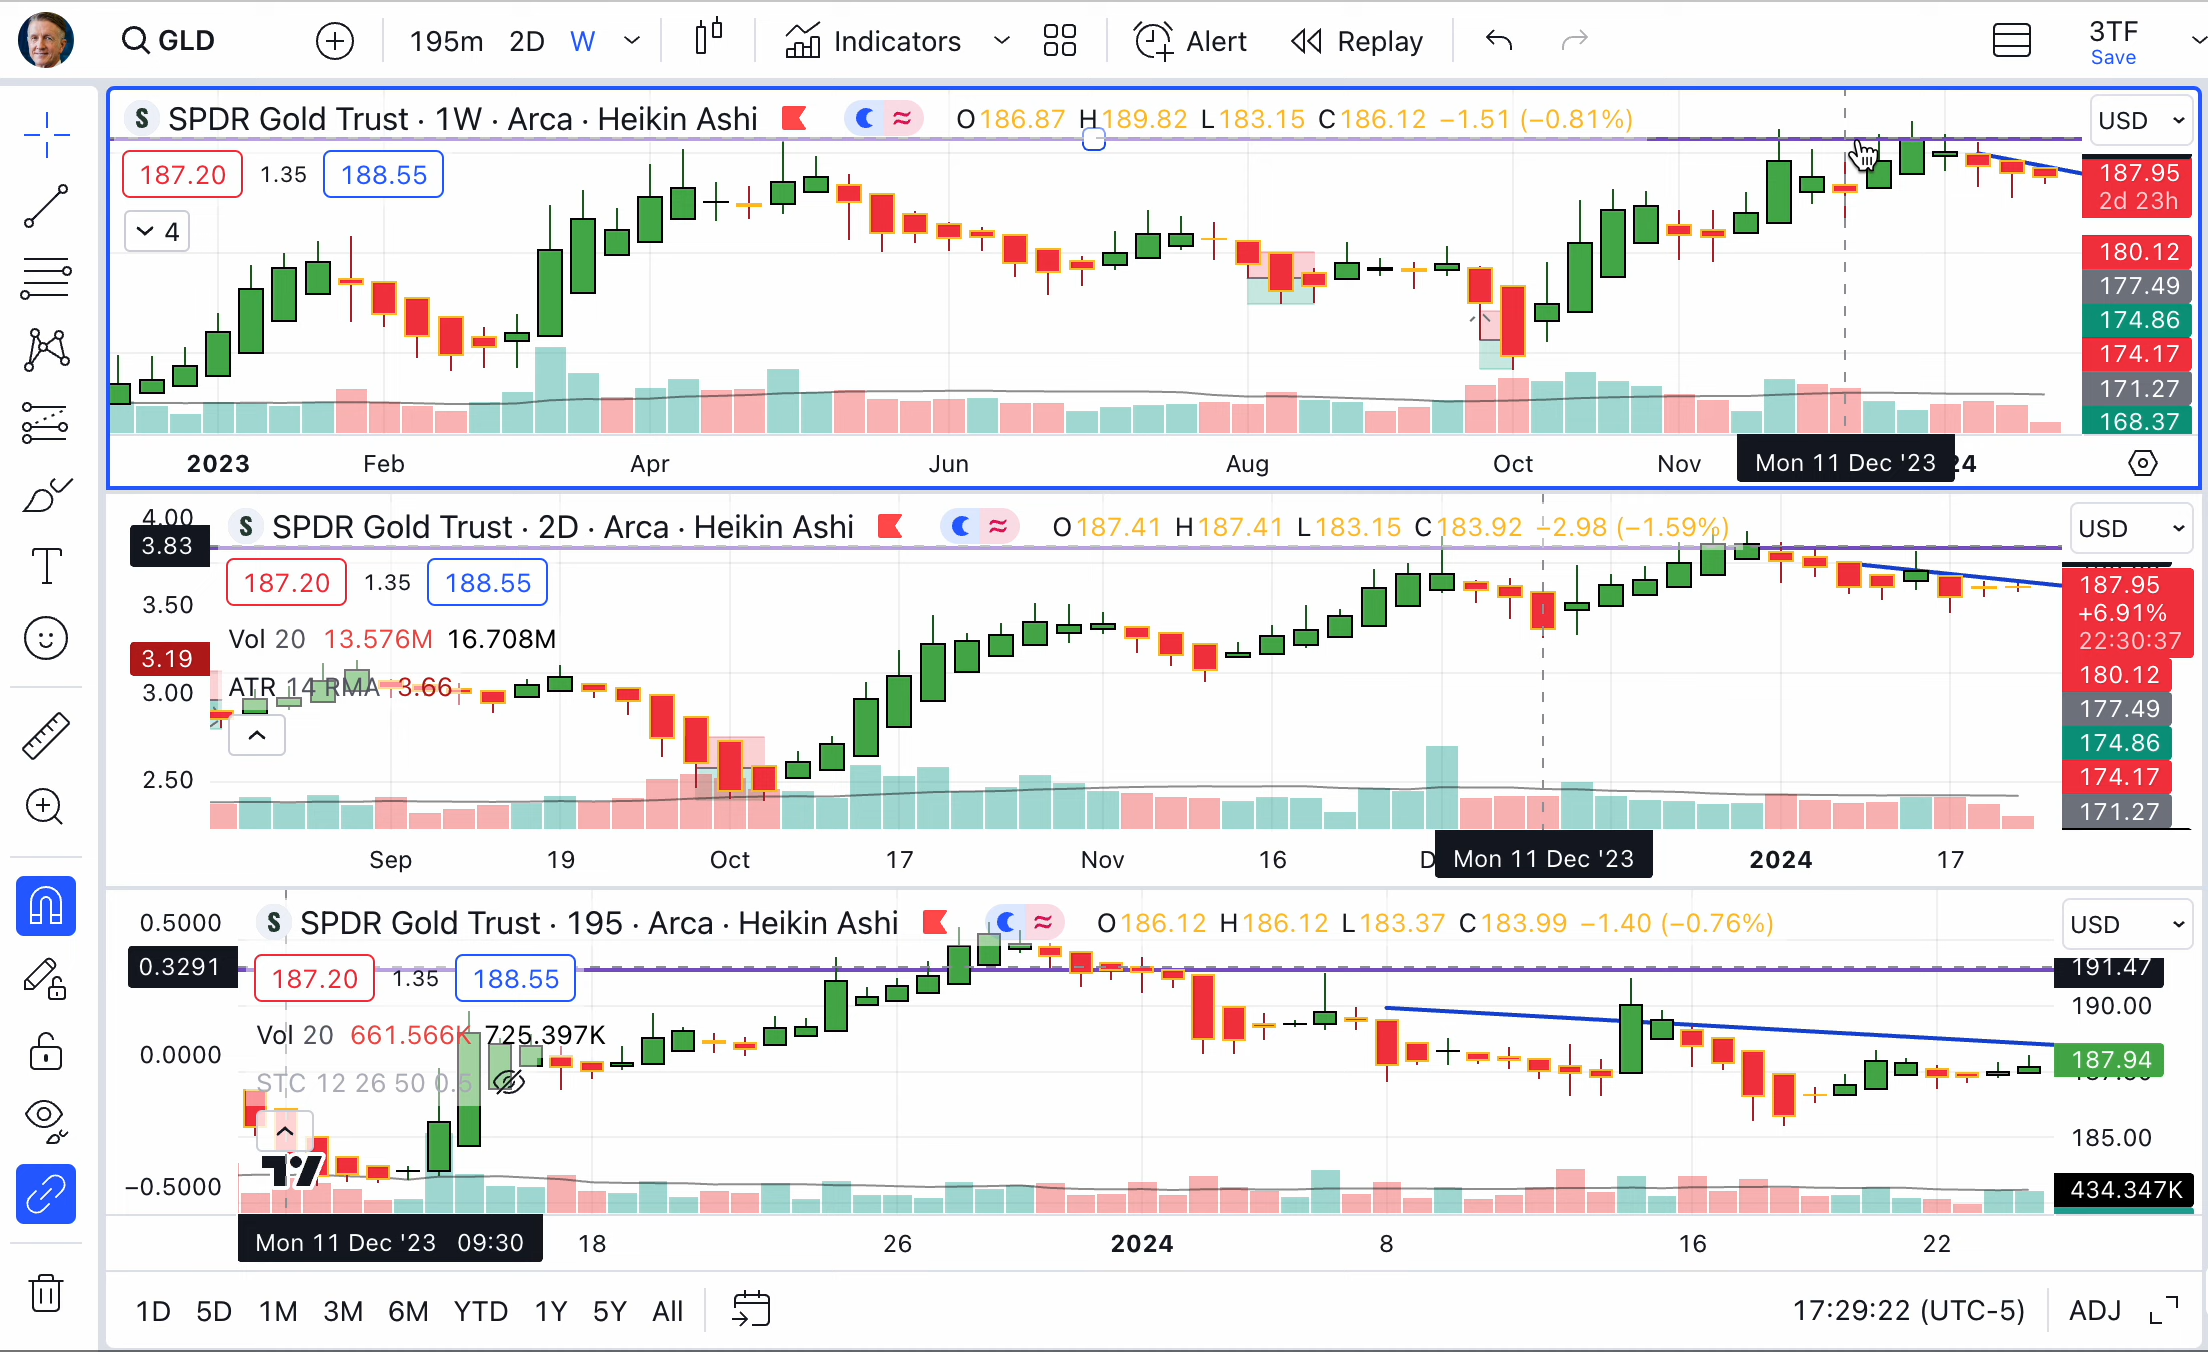 GLD 195m 2D W Indicators Alert Replay 3TF
Save
S SPDR Gold Trust · 1W · Arca · Heikin Ashi O186.87 H189.82 L183.15 C186.12 −1.51 (−0.81%) USD
187.20 1.35 188.55
187.95
2d 23h
4
180.12
177.49
174.86
174.17
171.27
168.37
2023 Feb Apr Jun Aug Oct Nov Mon 11 Dec '23 24
4.00
3.83
3.50
3.19
3.00
2.50
S SPDR Gold Trust · 2D · Arca · Heikin Ashi O187.41 H187.41 L183.15 C183.92 −2.98 (−1.59%) USD
187.20 1.35 188.55
Vol 20 13.576M 16.708M
ATR 14 RMA 3.66
187.95
+6.91%
22:30:37
180.12
177.49
174.86
174.17
171.27
Sep 19 Oct 17 Nov 16 D Mon 11 Dec '23 2024 17
0.5000
0.3291
0.0000
−0.5000
S SPDR Gold Trust · 195 · Arca · Heikin Ashi O186.12 H186.12 L183.37 C183.99 −1.40 (−0.76%) USD
187.20 1.35 188.55
Vol 20 661.566K 725.397K
STC 12 26 50 0.5
191.47
190.00
187.94
185.00
434.347K
Mon 11 Dec '23 09:30 18 26 2024 8 16 22
1D 5D 1M 3M 6M YTD 1Y 5Y All 17:29:22 (UTC-5) ADJ